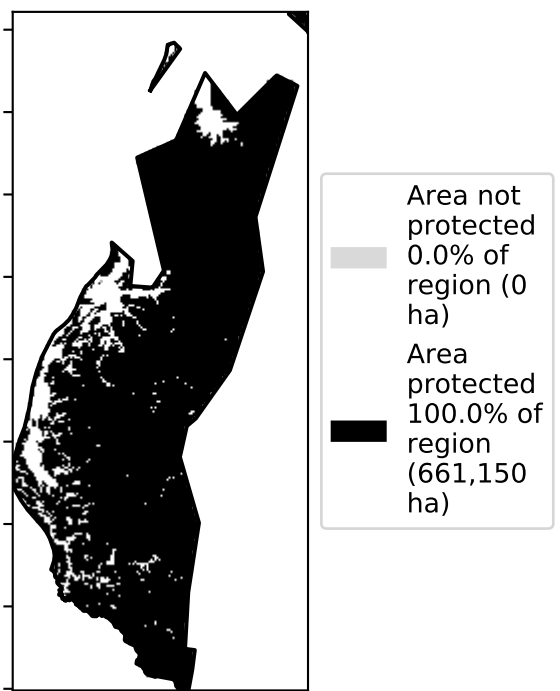 Area not
protected
0.0% of
region (0
ha)
Area
protected
100.0% of
region
(661,150
ha)